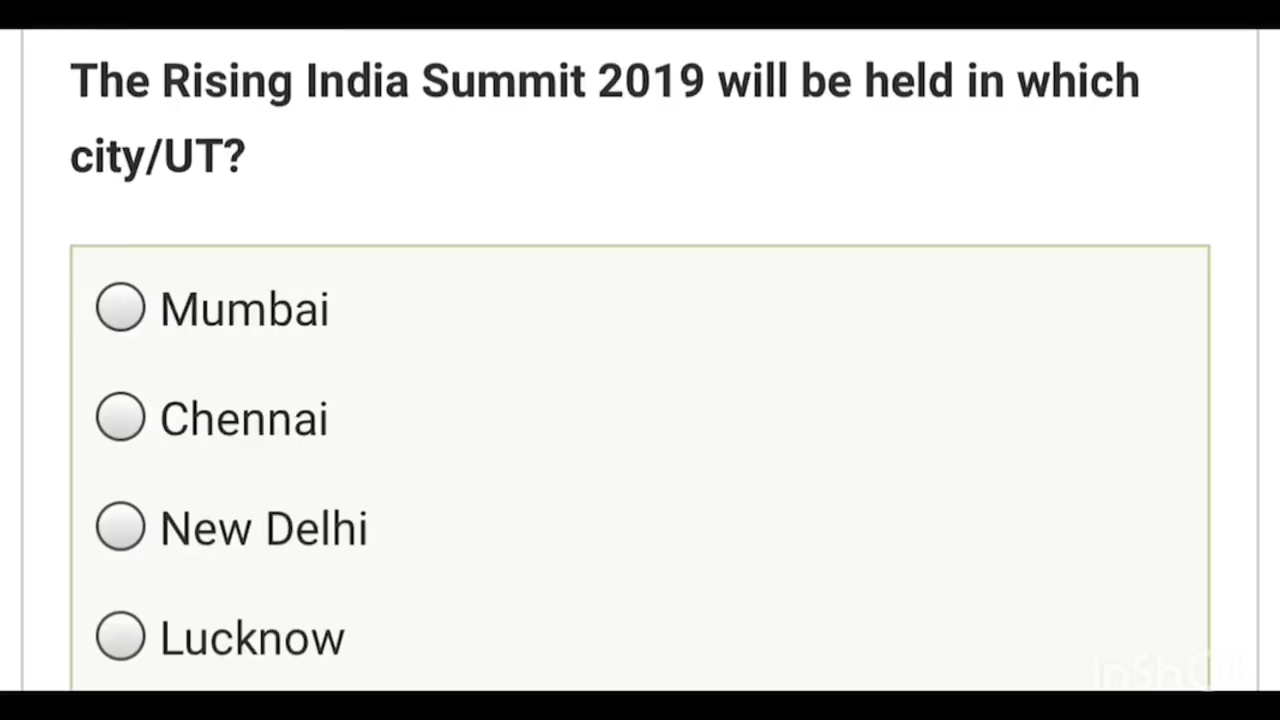 The Rising India Summit 2019 will be held in which
city/UT?
Mumbai
Chennai
New Delhi
Lucknow